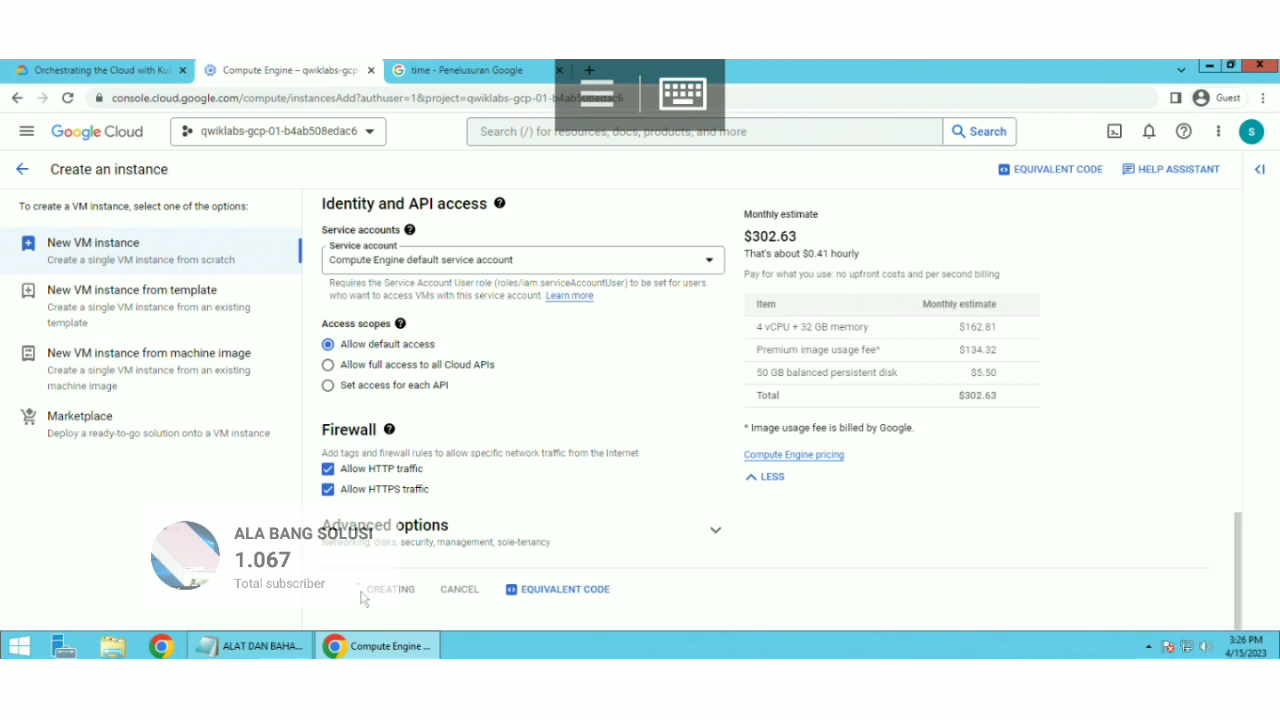 Orchestrating the Cloud with Kub
Compute Engine – qwiklabs-gcp
time - Penelusuran Google
console.cloud.google.com/compute/instancesAdd?authuser=1&project=qwiklabs-gcp-01-b4ab508edac6
Guest
Google Cloud
qwiklabs-gcp-01-b4ab508edac6
Search (/) for resources, docs, products, and more
Search
S
Create an instance
EQUIVALENT CODE
HELP ASSISTANT
To create a VM instance, select one of the options:
New VM instance
Create a single VM instance from scratch
New VM instance from template
Create a single VM instance from an existing
template
New VM instance from machine image
Create a single VM instance from an existing
machine image
Marketplace
Deploy a ready-to-go solution onto a VM instance
Identity and API access
Service accounts
Service account
Compute Engine default service account
Requires the Service Account User role (roles/iam.serviceAccountUser) to be set for users
who want to access VMs with this service account. Learn more
Access scopes
Allow default access
Allow full access to all Cloud APIs
Set access for each API
Firewall
Add tags and firewall rules to allow specific network traffic from the Internet
Allow HTTP traffic
Allow HTTPS traffic
Advanced options
Networking, disks, security, management, sole-tenancy
CREATING
CANCEL
EQUIVALENT CODE
Monthly estimate
$302.63
That's about $0.41 hourly
Pay for what you use: no upfront costs and per second billing
Item Monthly estimate
4 vCPU + 32 GB memory $162.81
Premium image usage fee* $134.32
50 GB balanced persistent disk $5.50
Total $302.63
* Image usage fee is billed by Google.
Compute Engine pricing
LESS
ALA BANG SOLUSI
1.067
Total subscriber
ALAT DAN BAHA...
Compute Engine ...
3:26 PM
4/15/2023